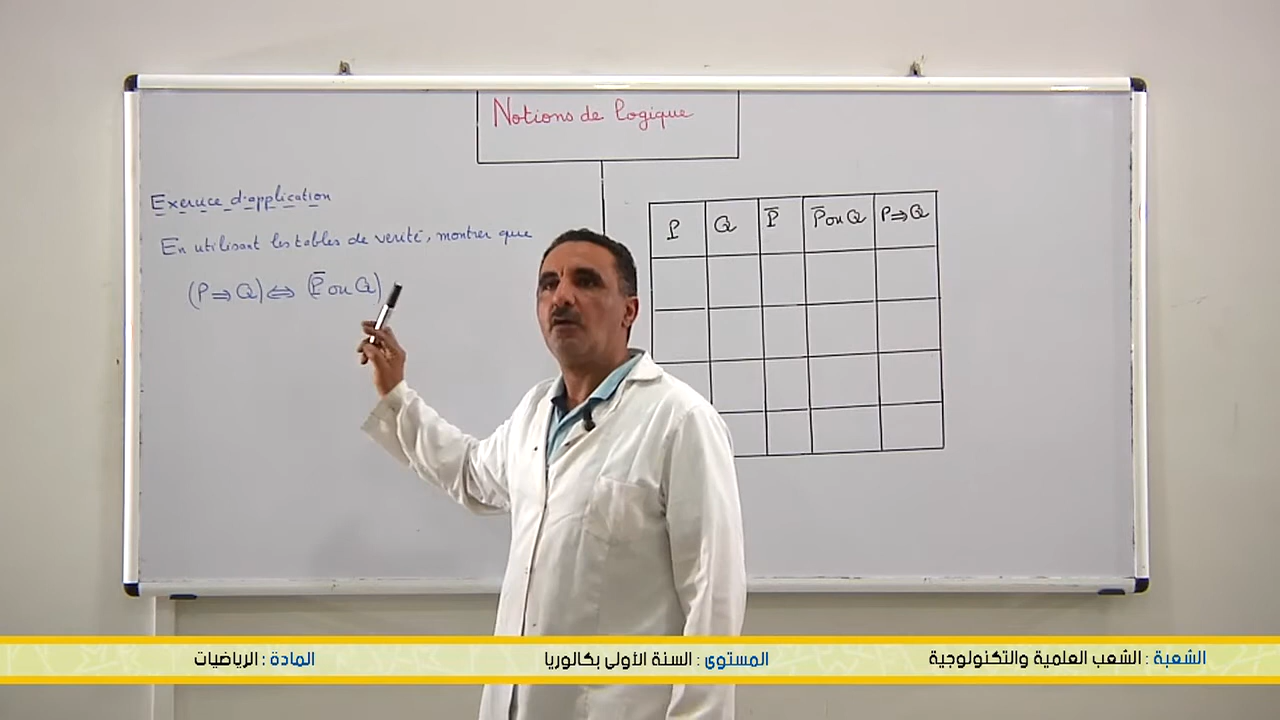 Notions de logique
Exercice d'application
En utilisant les tables de verité, montrer que
(P ⇒ Q) ⇔ (P̅ ou Q)
P Q P̅ P̅ ou Q P ⇒ Q
الشعبة : الشعب العلمية والتكنولوجية
المستوى : السنة الأولى بكالوريا
المادة : الرياضيات